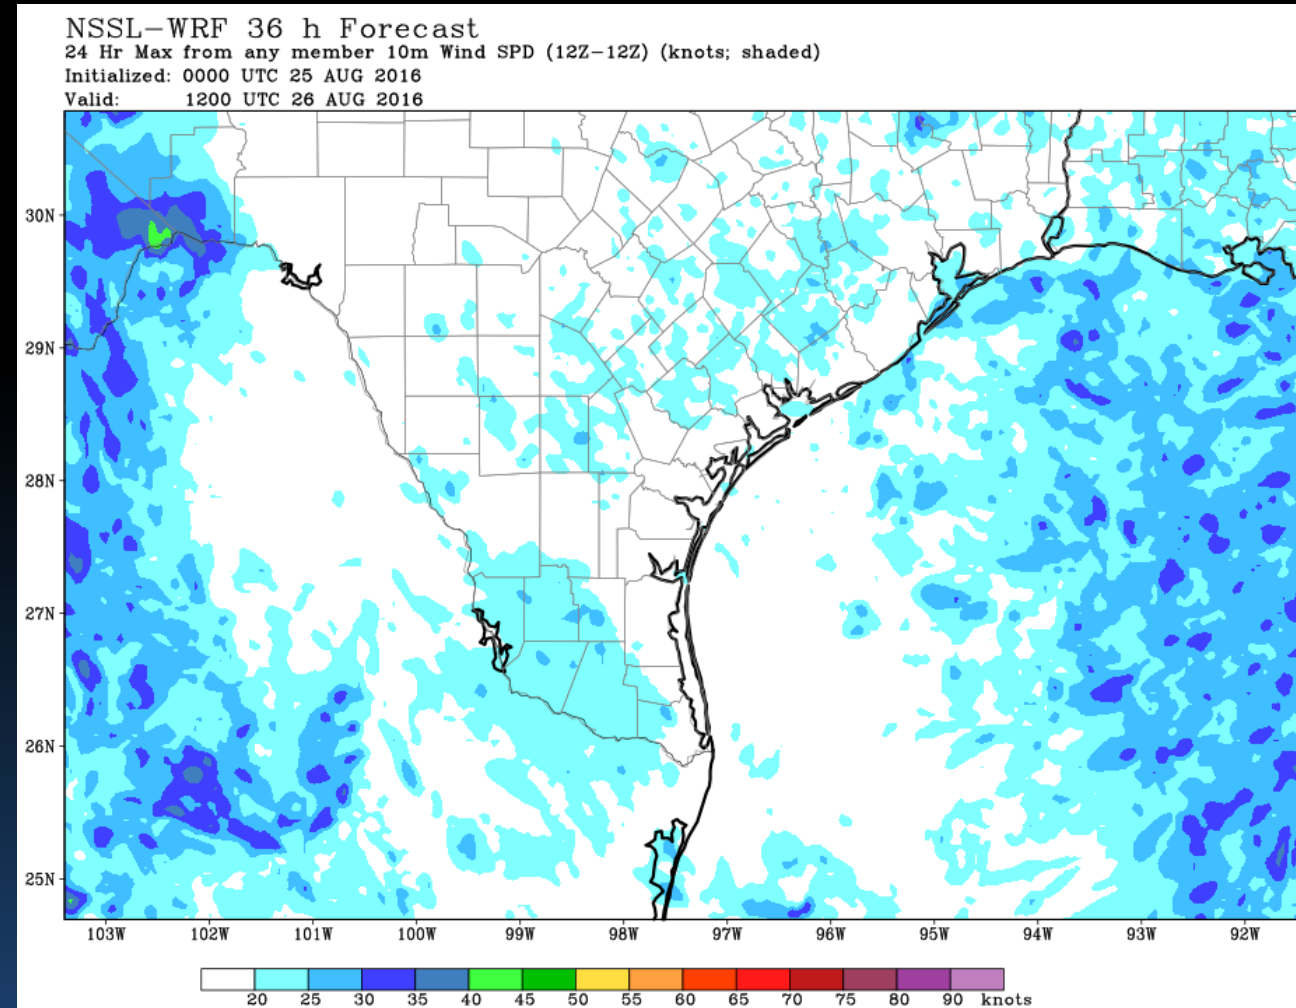 NSSL-WRF 36 h Forecast
24 Hr Max from any member 10m Wind SPD (12Z-12Z) (knots; shaded)
Initialized: 0000 UTC 25 AUG 2016
Valid: 1200 UTC 26 AUG 2016
30N
29N
28N
27N
26N
25N
103W 102W 101W 100W 99W 98W 97W 96W 95W 94W 93W 92W
20 25 30 35 40 45 50 55 60 65 70 75 80 90 knots